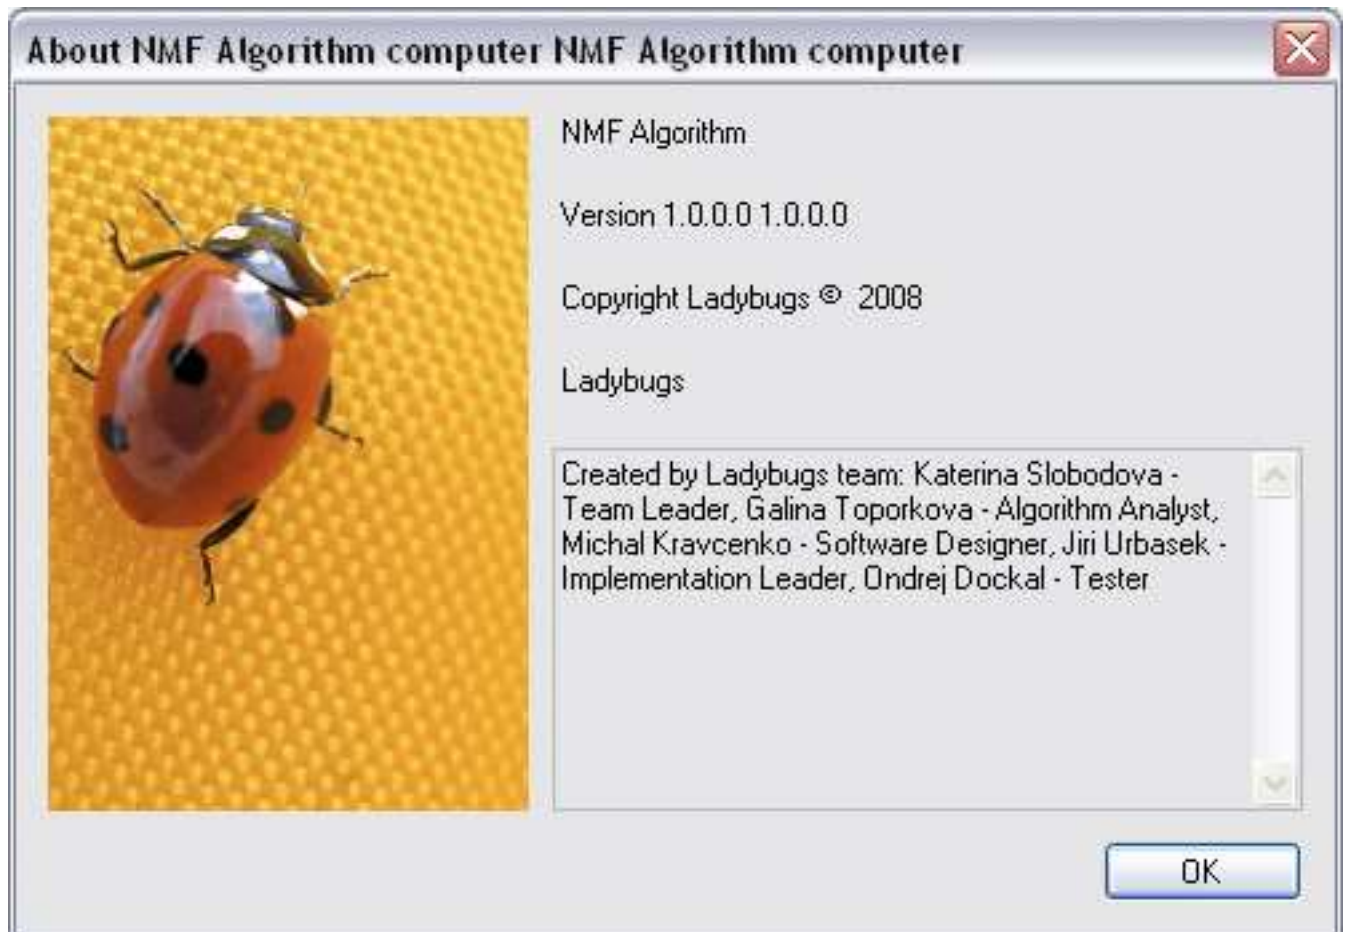 About NMF Algorithm computer NMF Algorithm computer
NMF Algorithm
Version 1.0.0.0 1.0.0.0
Copyright Ladybugs © 2008
Ladybugs
Created by Ladybugs team: Katerina Slobodova -
Team Leader, Galina Toporkova - Algorithm Analyst,
Michal Kravcenko - Software Designer, Jiri Urbasek -
Implementation Leader, Ondrej Dockal - Tester
OK